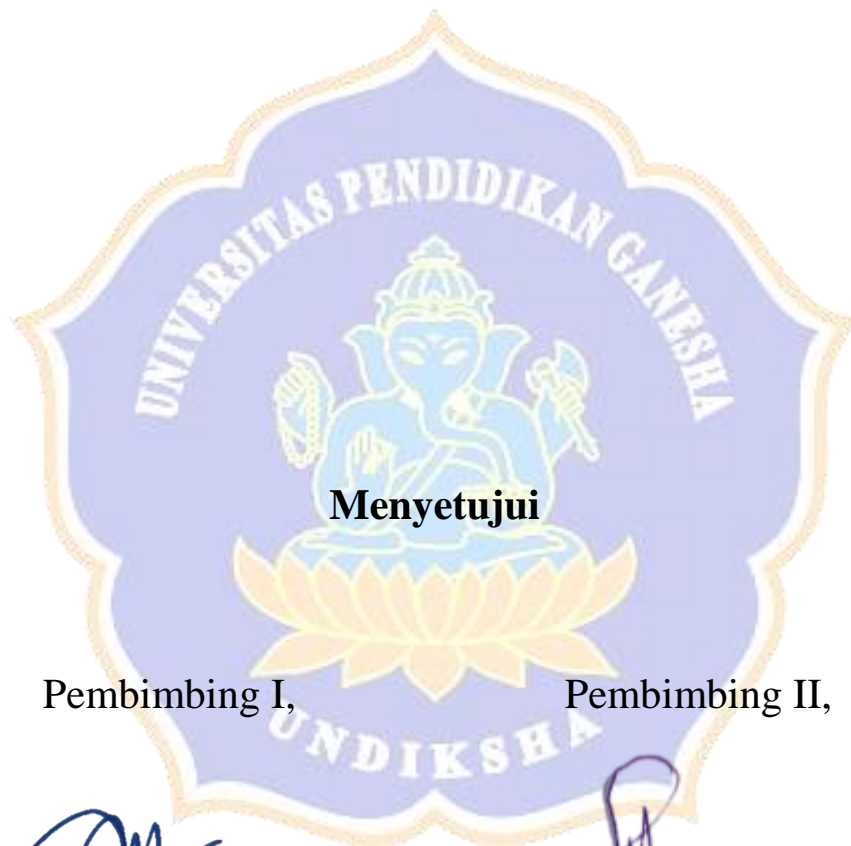 UNIVERSITAS PENDIDIKAN GANESHA
Menyetujui
Pembimbing I, Pembimbing II,
UNDIKSHA